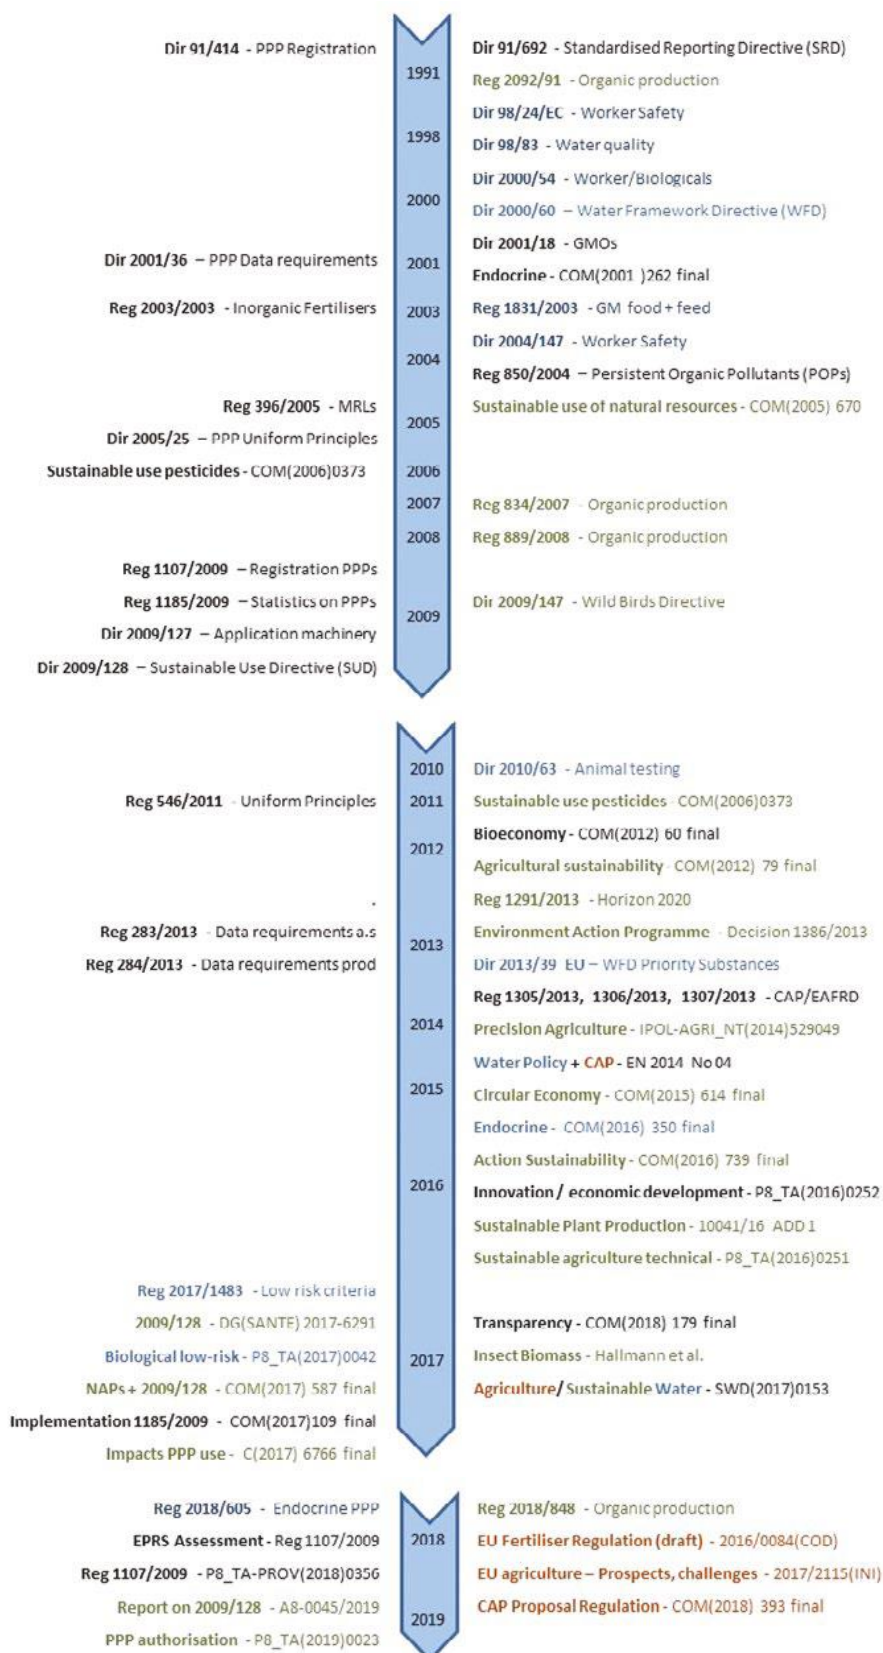 Dir 91/414 - PPP Registration
1991
Dir 91/692 - Standardised Reporting Directive (SRD)
Reg 2092/91 - Organic production
1998
Dir 98/24/EC - Worker Safety
Dir 98/83 - Water quality
2000
Dir 2000/54 - Worker/Biologicals
Dir 2000/60 – Water Framework Directive (WFD)
Dir 2001/36 – PPP Data requirements
2001
Dir 2001/18 - GMOs
Endocrine - COM(2001 )262 final
Reg 2003/2003 - Inorganic Fertilisers
2003
Reg 1831/2003 - GM food + feed
2004
Dir 2004/147 - Worker Safety
Reg 850/2004 – Persistent Organic Pollutants (POPs)
Reg 396/2005 - MRLs
Dir 2005/25 – PPP Uniform Principles
2005
Sustainable use of natural resources - COM(2005) 670
Sustainable use pesticides - COM(2006)0373
2006
2007
Reg 834/2007 - Organic production
2008
Reg 889/2008 - Organic production
Reg 1107/2009 – Registration PPPs
Reg 1185/2009 – Statistics on PPPs
Dir 2009/127 – Application machinery
Dir 2009/128 – Sustainable Use Directive (SUD)
2009
Dir 2009/147 - Wild Birds Directive
2010
Dir 2010/63 - Animal testing
Reg 546/2011 - Uniform Principles
2011
Sustainable use pesticides - COM(2006)0373
2012
Bioeconomy - COM(2012) 60 final
Agricultural sustainability - COM(2012) 79 final
.
Reg 283/2013 - Data requirements a.s
Reg 284/2013 - Data requirements prod
2013
Reg 1291/2013 - Horizon 2020
Environment Action Programme - Decision 1386/2013
Dir 2013/39 EU – WFD Priority Substances
Reg 1305/2013, 1306/2013, 1307/2013 - CAP/EAFRD
2014
Precision Agriculture - IPOL-AGRI_NT(2014)529049
Water Policy + CAP - EN 2014 No 04
2015
Circular Economy - COM(2015) 614 final
Endocrine - COM(2016) 350 final
Action Sustainability - COM(2016) 739 final
2016
Innovation / economic development - P8_TA(2016)0252
Sustainable Plant Production - 10041/16 ADD 1
Sustainable agriculture technical - P8_TA(2016)0251
Reg 2017/1483 - Low risk criteria
2009/128 - DG(SANTE) 2017-6291
Biological low-risk - P8_TA(2017)0042
NAPs + 2009/128 - COM(2017) 587 final
Implementation 1185/2009 - COM(2017)109 final
Impacts PPP use - C(2017) 6766 final
2017
Transparency - COM(2018) 179 final
Insect Biomass - Hallmann et al.
Agriculture/ Sustainable Water - SWD(2017)0153
Reg 2018/605 - Endocrine PPP
EPRS Assessment - Reg 1107/2009
Reg 1107/2009 - P8_TA-PROV(2018)0356
Report on 2009/128 - A8-0045/2019
PPP authorisation - P8_TA(2019)0023
2018
2019
Reg 2018/848 - Organic production
EU Fertiliser Regulation (draft) - 2016/0084(COD)
EU agriculture – Prospects, challenges - 2017/2115(INI)
CAP Proposal Regulation - COM(2018) 393 final